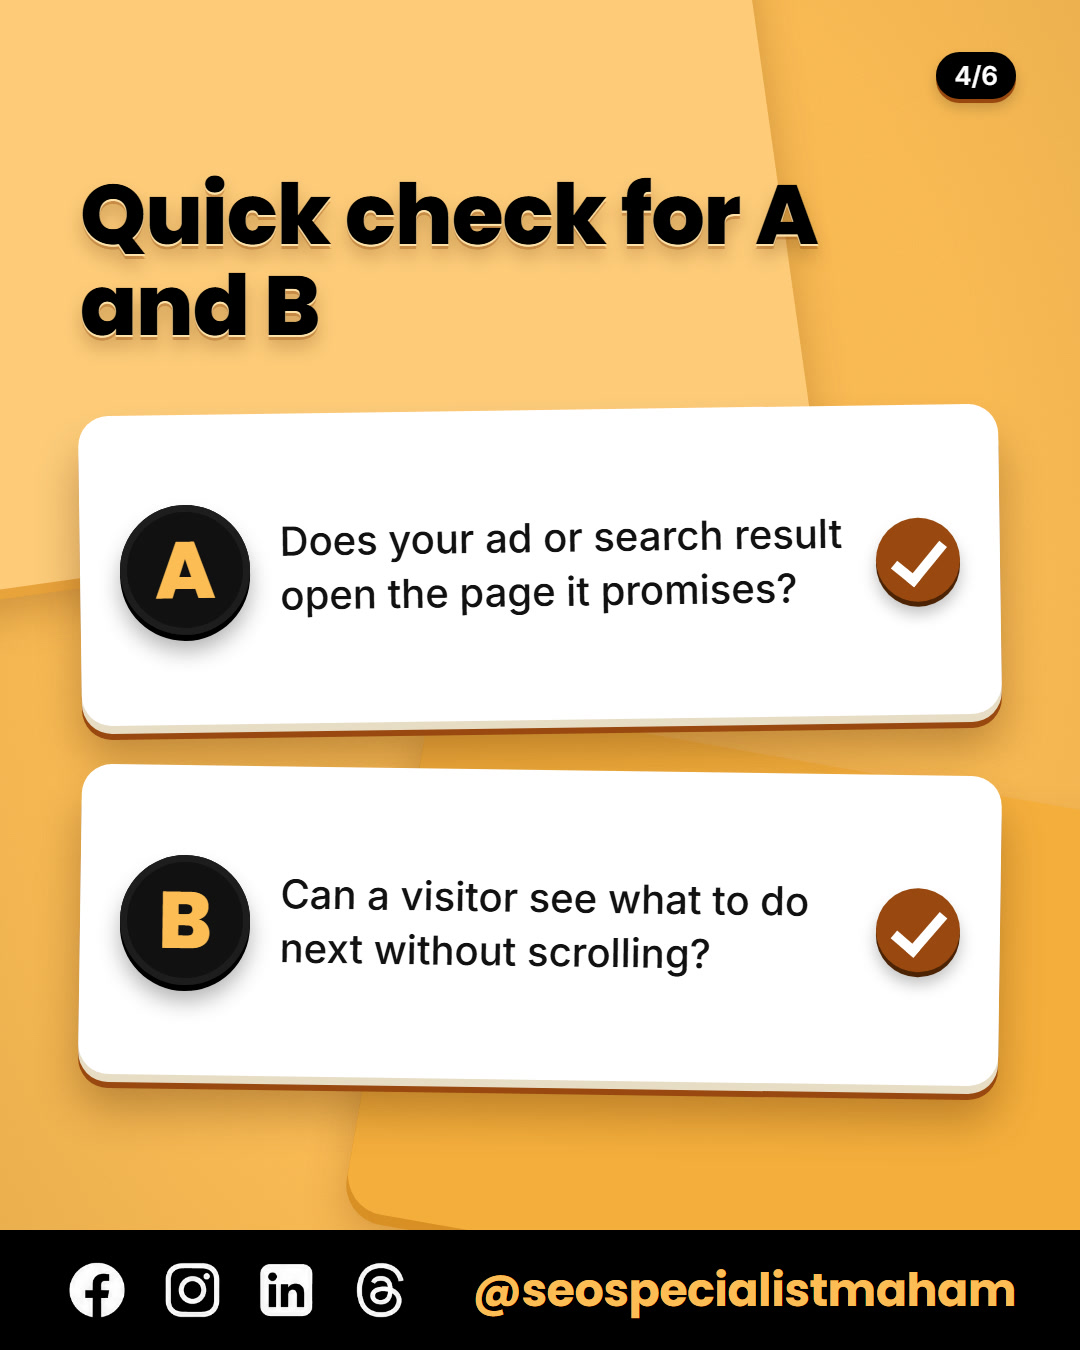 4/6
Quick check for A
and B
A
Does your ad or search result
open the page it promises?
B
Can a visitor see what to do
next without scrolling?
@seospecialistmaham